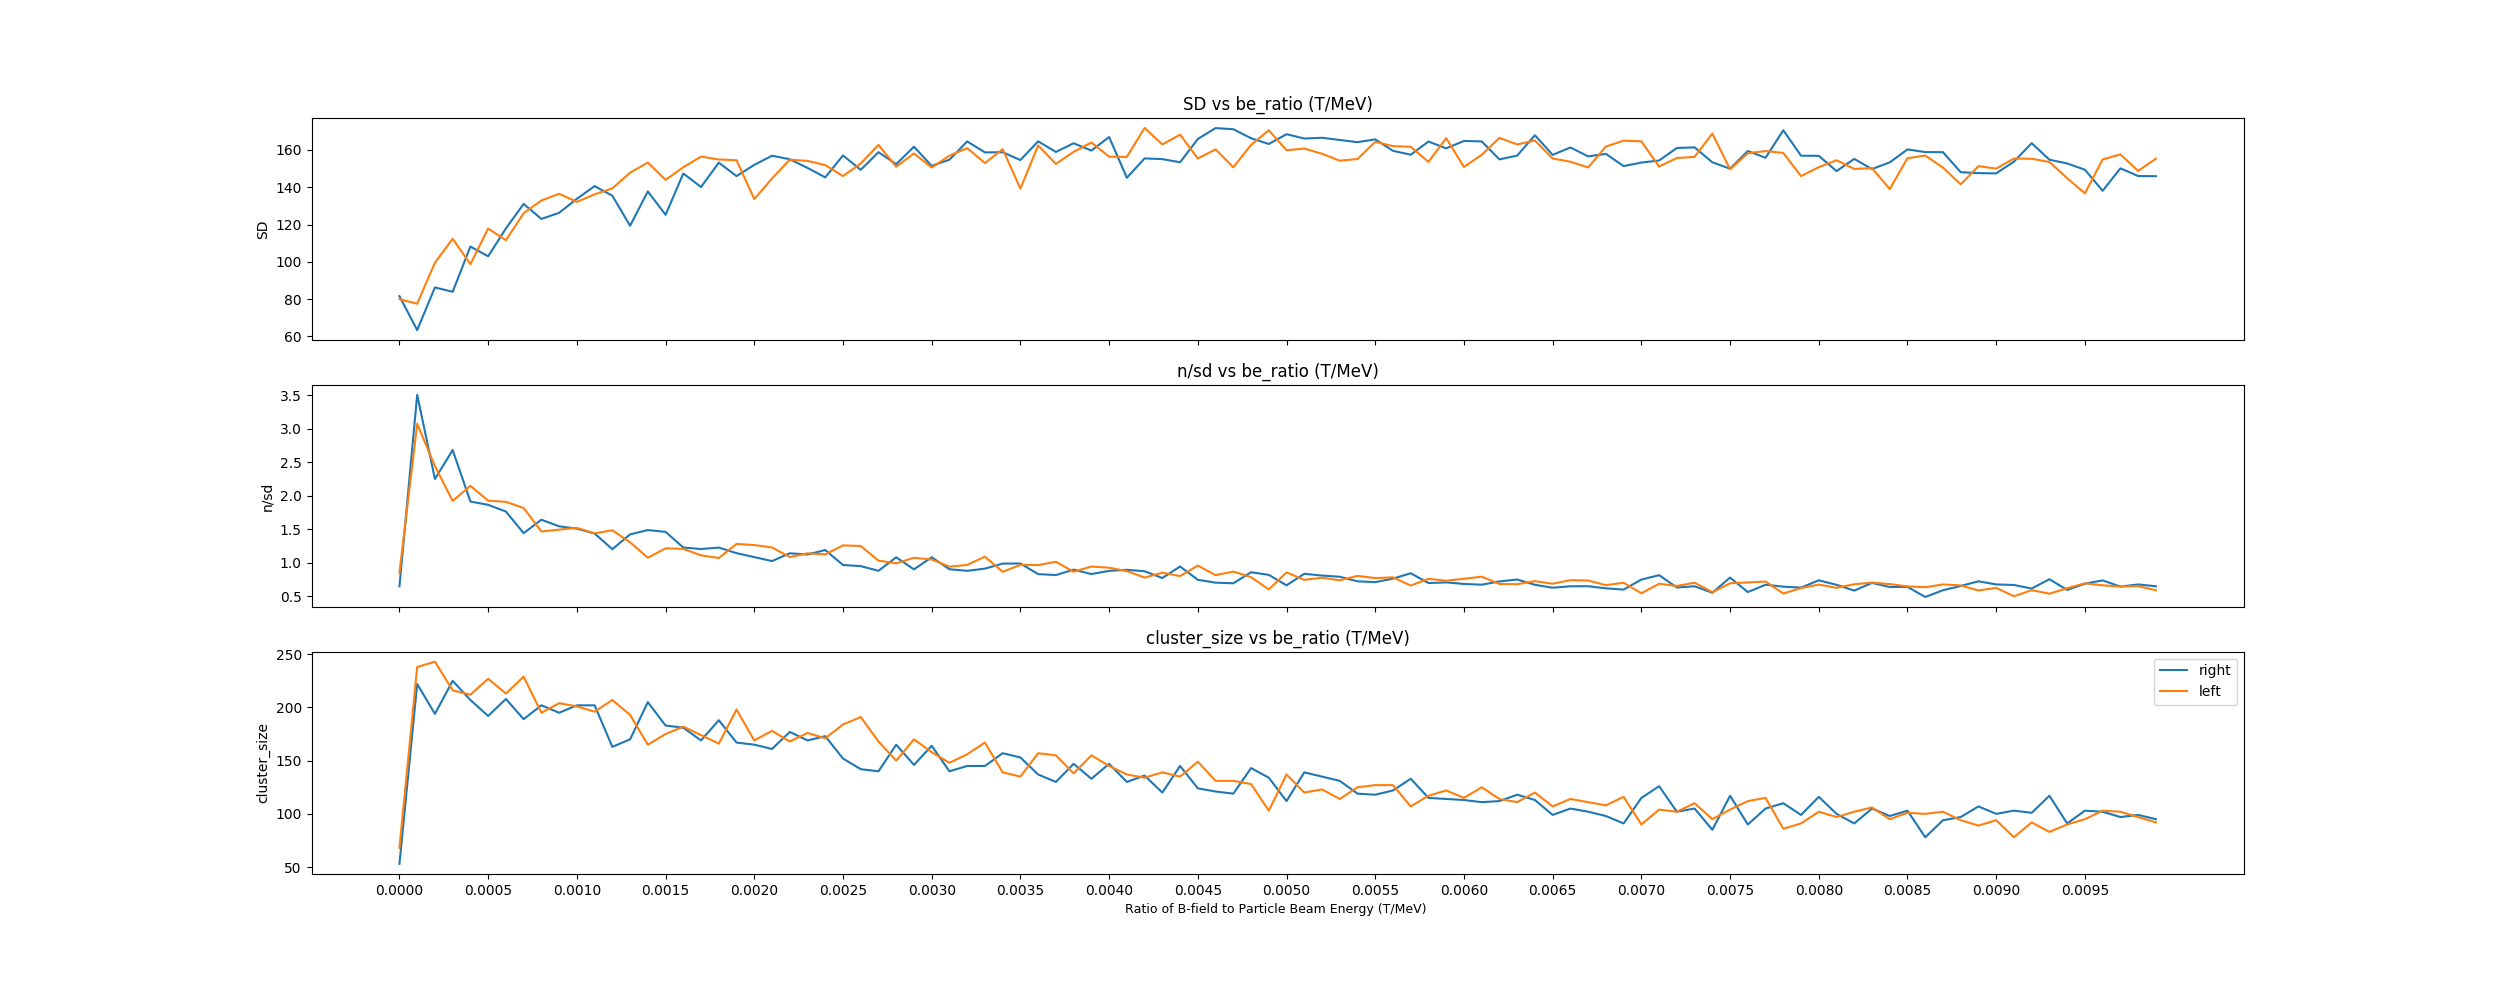 SD vs be_ratio (T/MeV)
160
140
120
100
80
60
SD
n/sd vs be_ratio (T/MeV)
3.5
3.0
2.5
2.0
1.5
1.0
0.5
n/sd
cluster_size vs be_ratio (T/MeV)
250
200
150
100
50
cluster_size
right
left
0.0000 0.0005 0.0010 0.0015 0.0020 0.0025 0.0030 0.0035 0.0040 0.0045 0.0050 0.0055 0.0060 0.0065 0.0070 0.0075 0.0080 0.0085 0.0090 0.0095
Ratio of B-field to Particle Beam Energy (T/MeV)